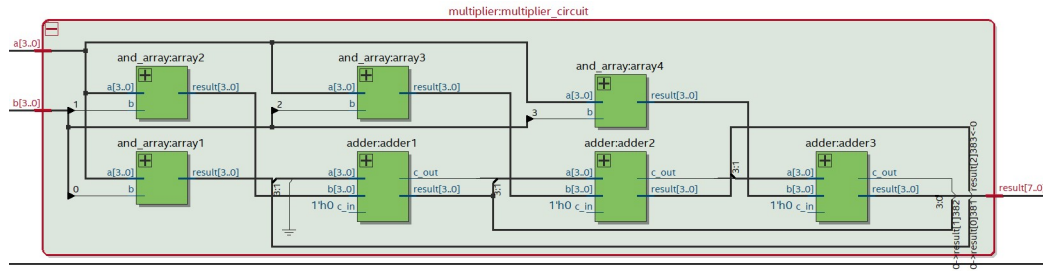 multiplier:multiplier_circuit
a[3..0]
b[3..0]
and_array:array2
a[3..0]
b
result[3..0]
1
and_array:array3
a[3..0]
b
result[3..0]
2
and_array:array4
a[3..0]
b
result[3..0]
3
and_array:array1
a[3..0]
b
result[3..0]
0
3:1
adder:adder1
a[3..0]
b[3..0]
1'h0 c_in
c_out
result[3..0]
3:1
adder:adder2
a[3..0]
b[3..0]
1'h0 c_in
c_out
result[3..0]
3:1
adder:adder3
a[3..0]
b[3..0]
1'h0 c_in
c_out
result[3..0]
3:0
result[7..0]